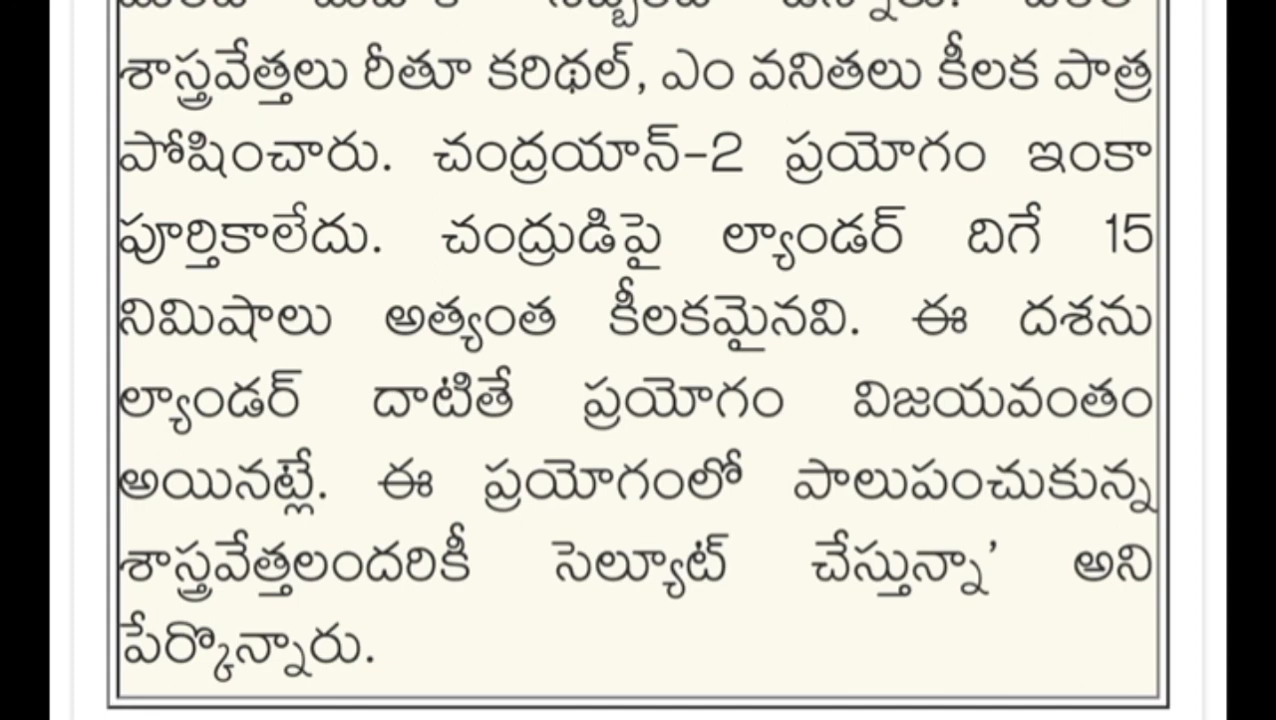 శాస్త్రవేత్తలు రీతూ కరిథల్, ఎం వనితలు కీలక పాత్ర
పోషించారు. చంద్రయాన్-2 ప్రయోగం ఇంకా
పూర్తికాలేదు. చంద్రుడిపై ల్యాండర్ దిగే 15
నిమిషాలు అత్యంత కీలకమైనవి. ఈ దశను
ల్యాండర్ దాటితే ప్రయోగం విజయవంతం
అయినట్లే. ఈ ప్రయోగంలో పాలుపంచుకున్న
శాస్త్రవేత్తలందరికీ సెల్యూట్ చేస్తున్నా’ అని
పేర్కొన్నారు.